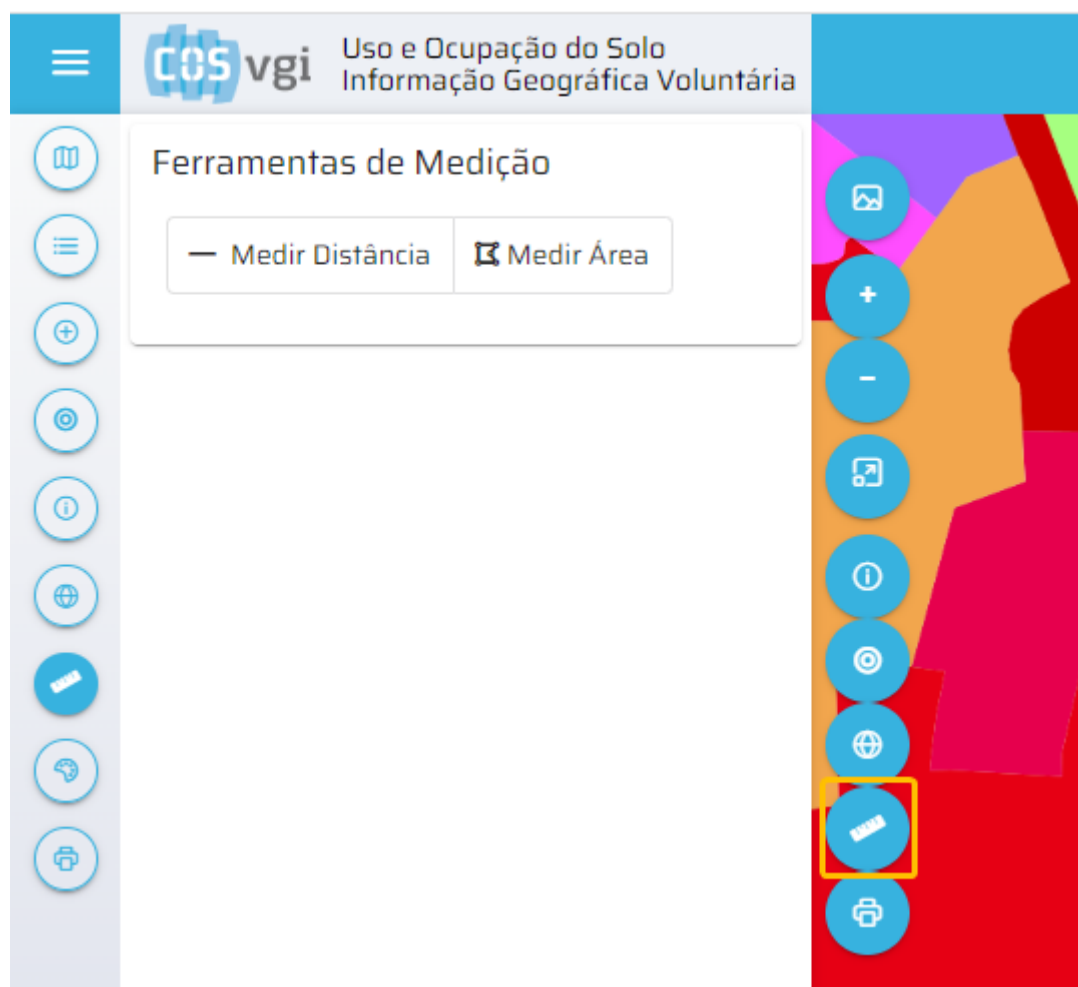 COS vgi
Uso e Ocupação do Solo
Informação Geográfica Voluntária
Ferramentas de Medição
Medir Distância
Medir Área